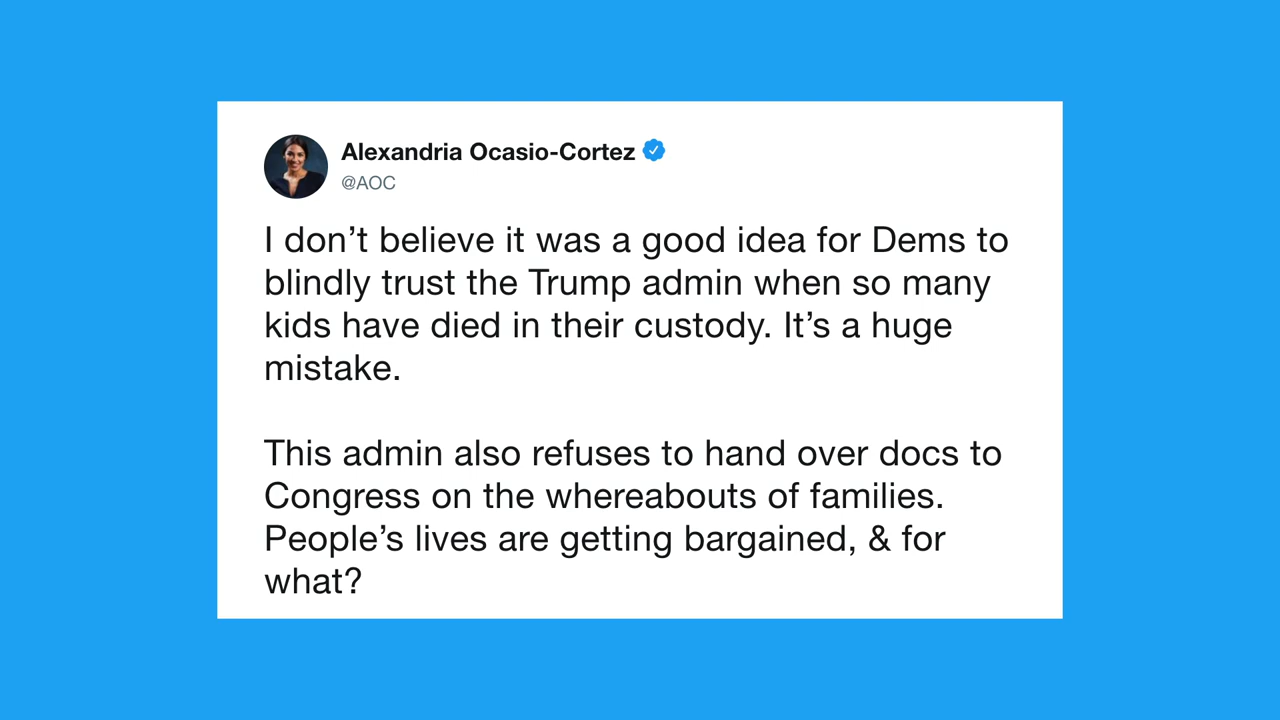 Alexandria Ocasio-Cortez
@AOC
I don’t believe it was a good idea for Dems to
blindly trust the Trump admin when so many
kids have died in their custody. It’s a huge
mistake.
This admin also refuses to hand over docs to
Congress on the whereabouts of families.
People’s lives are getting bargained, & for
what?